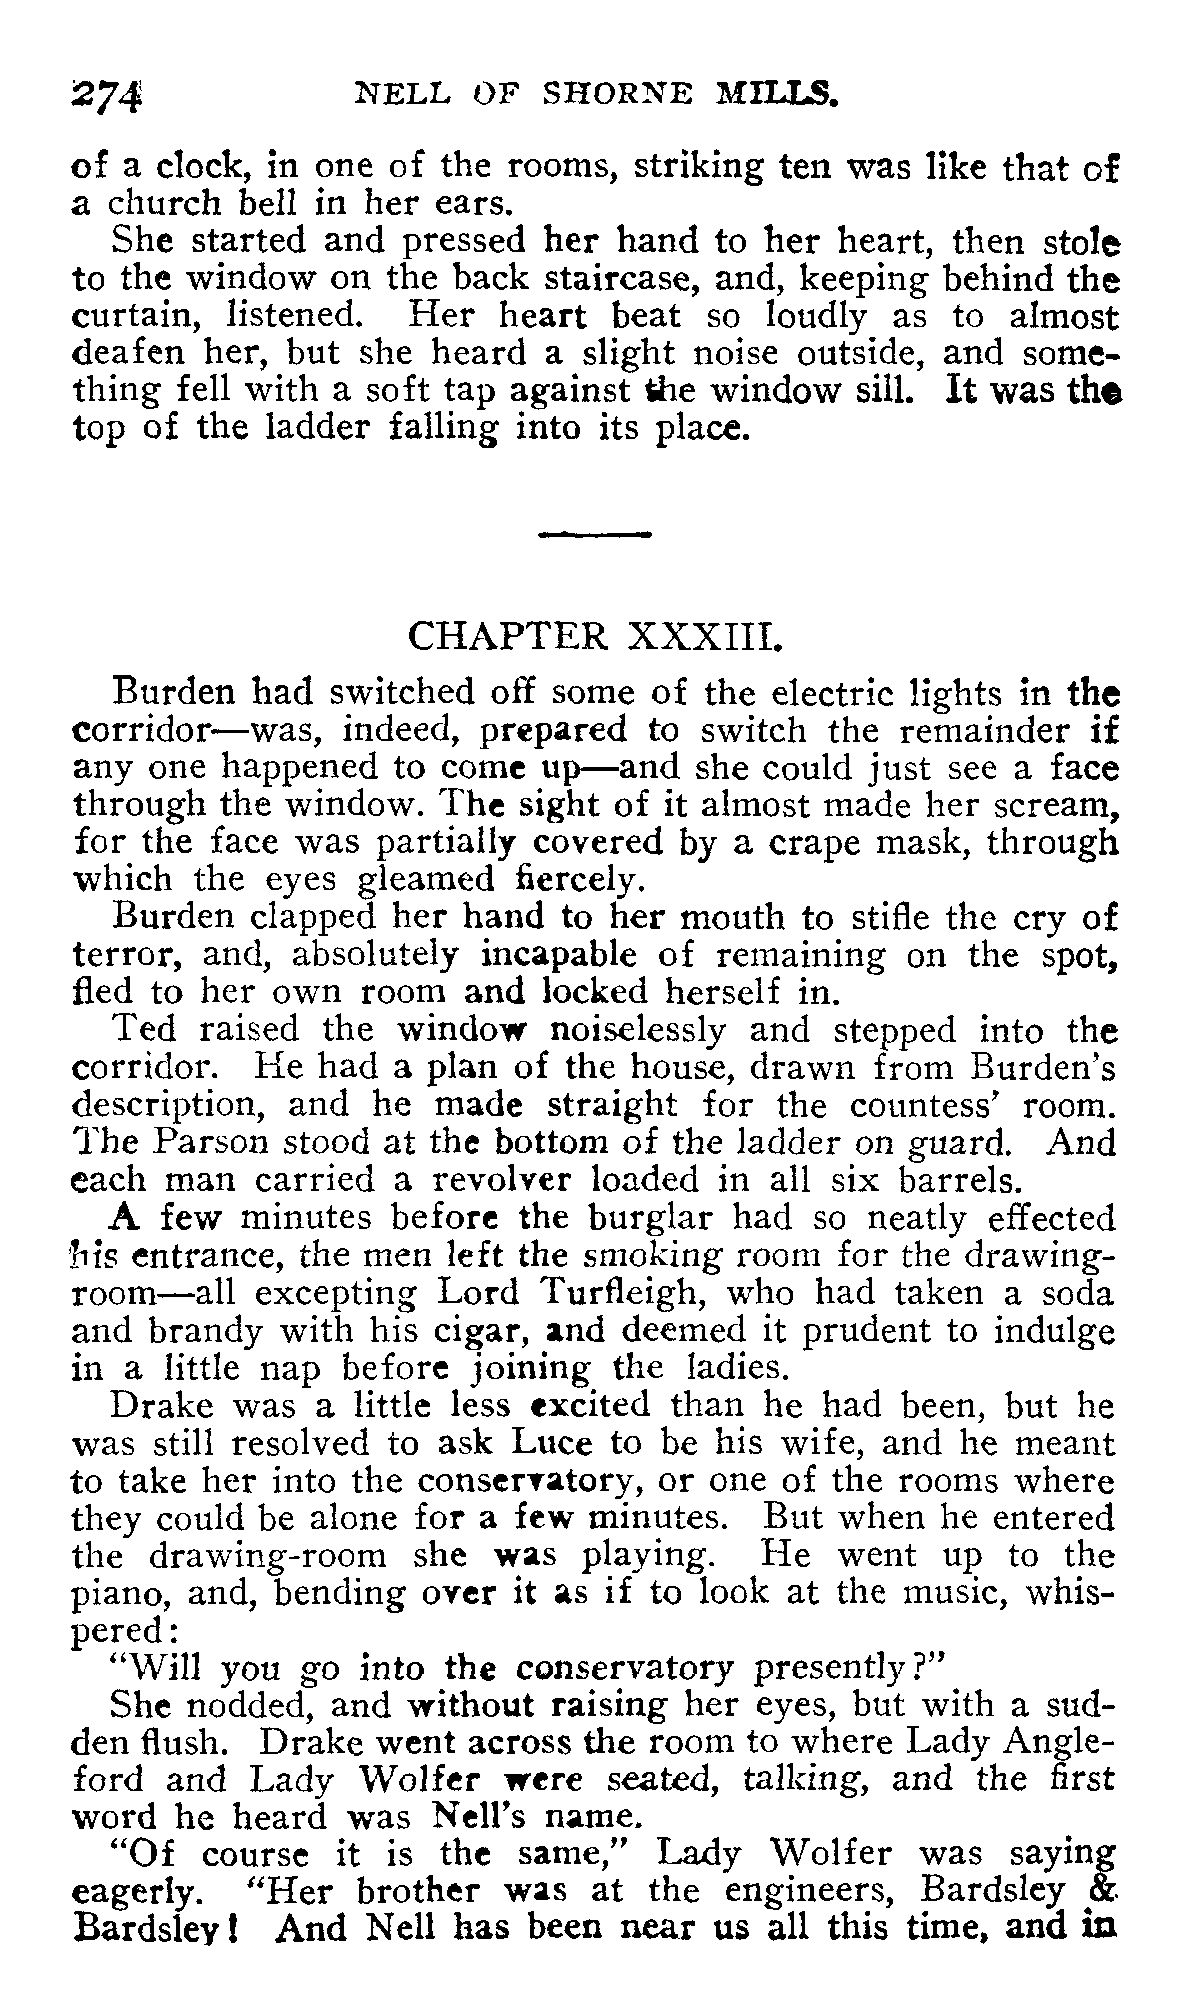 274 NELL OF SHORNE MILLS.
of a clock, in one of the rooms, striking ten was like that of
a church bell in her ears.
She started and pressed her hand to her heart, then stole
to the window on the back staircase, and, keeping behind the
curtain, listened. Her heart beat so loudly as to almost
deafen her, but she heard a slight noise outside, and some-
thing fell with a soft tap against the window sill. It was the
top of the ladder falling into its place.
CHAPTER XXXIII.
Burden had switched off some of the electric lights in the
corridor—was, indeed, prepared to switch the remainder if
any one happened to come up—and she could just see a face
through the window. The sight of it almost made her scream,
for the face was partially covered by a crape mask, through
which the eyes gleamed fiercely.
Burden clapped her hand to her mouth to stifle the cry of
terror, and, absolutely incapable of remaining on the spot,
fled to her own room and locked herself in.
Ted raised the window noiselessly and stepped into the
corridor. He had a plan of the house, drawn from Burden's
description, and he made straight for the countess' room.
The Parson stood at the bottom of the ladder on guard. And
each man carried a revolver loaded in all six barrels.
A few minutes before the burglar had so neatly effected
his entrance, the men left the smoking room for the drawing-
room—all excepting Lord Turfleigh, who had taken a soda
and brandy with his cigar, and deemed it prudent to indulge
in a little nap before joining the ladies.
Drake was a little less excited than he had been, but he
was still resolved to ask Luce to be his wife, and he meant
to take her into the conservatory, or one of the rooms where
they could be alone for a few minutes. But when he entered
the drawing-room she was playing. He went up to the
piano, and, bending over it as if to look at the music, whis-
pered:
"Will you go into the conservatory presently?"
She nodded, and without raising her eyes, but with a sud-
den flush. Drake went across the room to where Lady Angle-
ford and Lady Wolfer were seated, talking, and the first
word he heard was Nell's name.
"Of course it is the same," Lady Wolfer was saying
eagerly. "Her brother was at the engineers, Bardsley &
Bardsley! And Nell has been near us all this time, and in